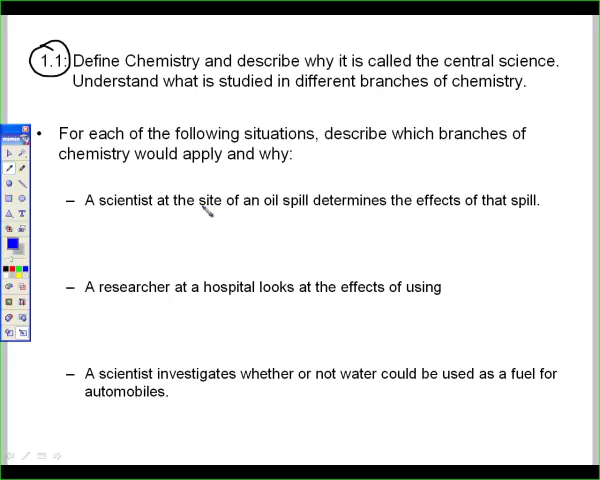 1.1: Define Chemistry and describe why it is called the central science.
Understand what is studied in different branches of chemistry.
• For each of the following situations, describe which branches of
chemistry would apply and why:
– A scientist at the site of an oil spill determines the effects of that spill.
– A researcher at a hospital looks at the effects of using
– A scientist investigates whether or not water could be used as a fuel for
automobiles.